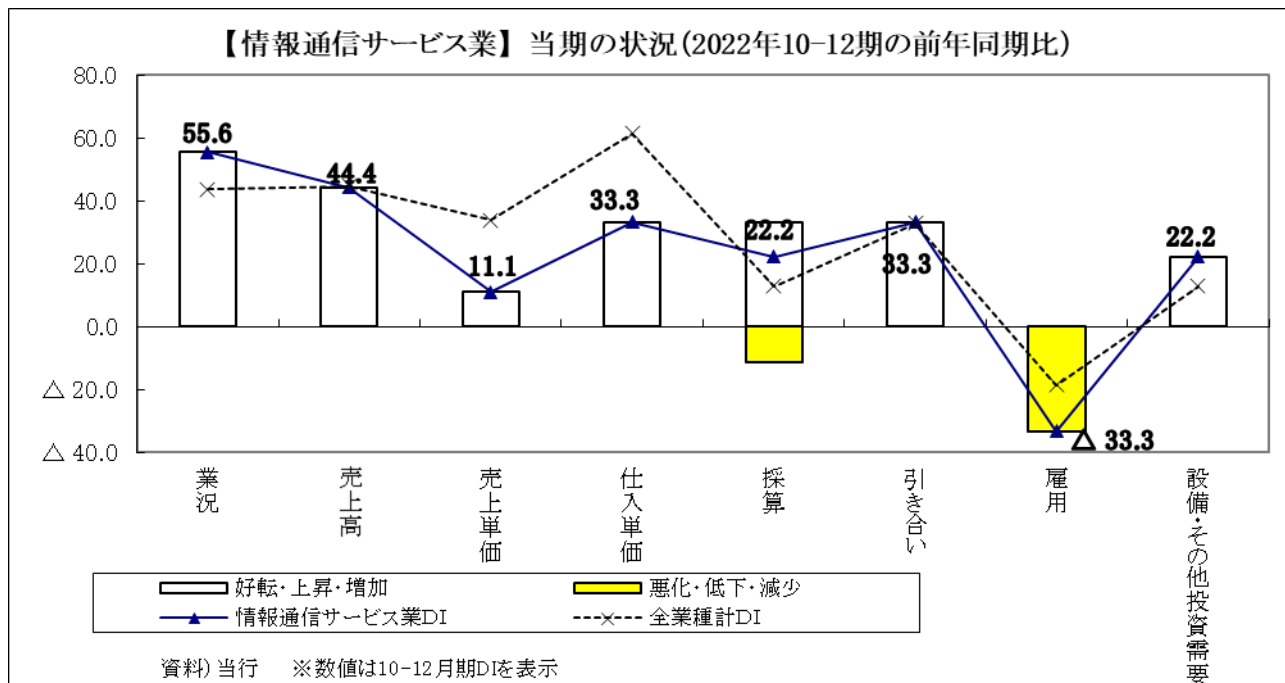 【情報通信サービス業】 当期の状況(2022年10-12期の前年同期比)
80.0
60.0
40.0
20.0
0.0
△ 20.0
△ 40.0
55.6
44.4
11.1
33.3
22.2
33.3
△ 33.3
22.2
業況
売上高
売上単価
仕入単価
採算
引き合い
雇用
設備・その他投資需要
好転・上昇・増加
悪化・低下・減少
情報通信サービス業DI
全業種計DI
資料)当行 ※数値は10-12月期DIを表示